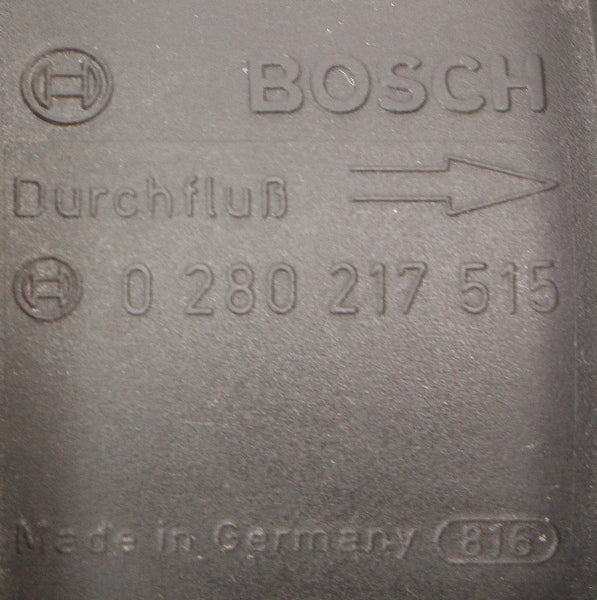 BOSCH
Durchfluß
0 280 217 515
Made in Germany 816